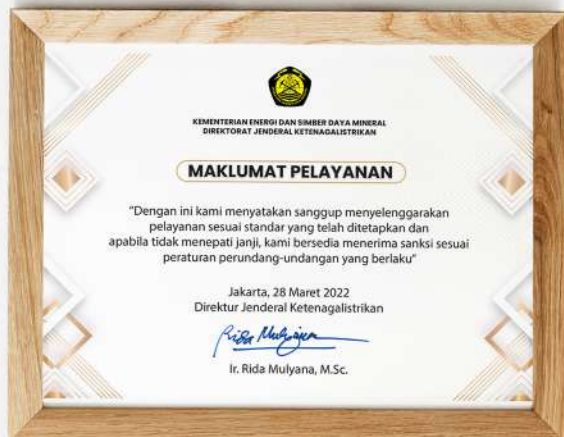 KEMENTERIAN ENERGI DAN SIMBER DAYA MINERAL
DIREKTORAT JENDERAL KETENAGALISTRIKAN
MAKLUMAT PELAYANAN
"Dengan ini kami menyatakan sanggup menyelenggarakan
pelayanan sesuai standar yang telah ditetapkan dan
apabila tidak menepati janji, kami bersedia menerima sanksi sesuai
peraturan perundang-undangan yang berlaku"
Jakarta, 28 Maret 2022
Direktur Jenderal Ketenagalistrikan
Rida Mulyana
Ir. Rida Mulyana, M.Sc.